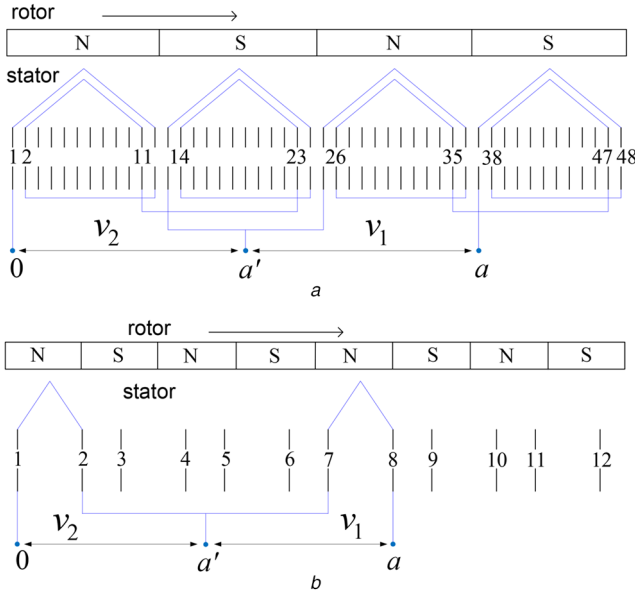 rotor
N S N S
stator
1 2 11 14 23 26 35 38 47 48
v2 v1
0 a′ a
a
rotor
N S N S N S N S
stator
1 2 3 4 5 6 7 8 9 10 11 12
v2 v1
0 a′ a
b